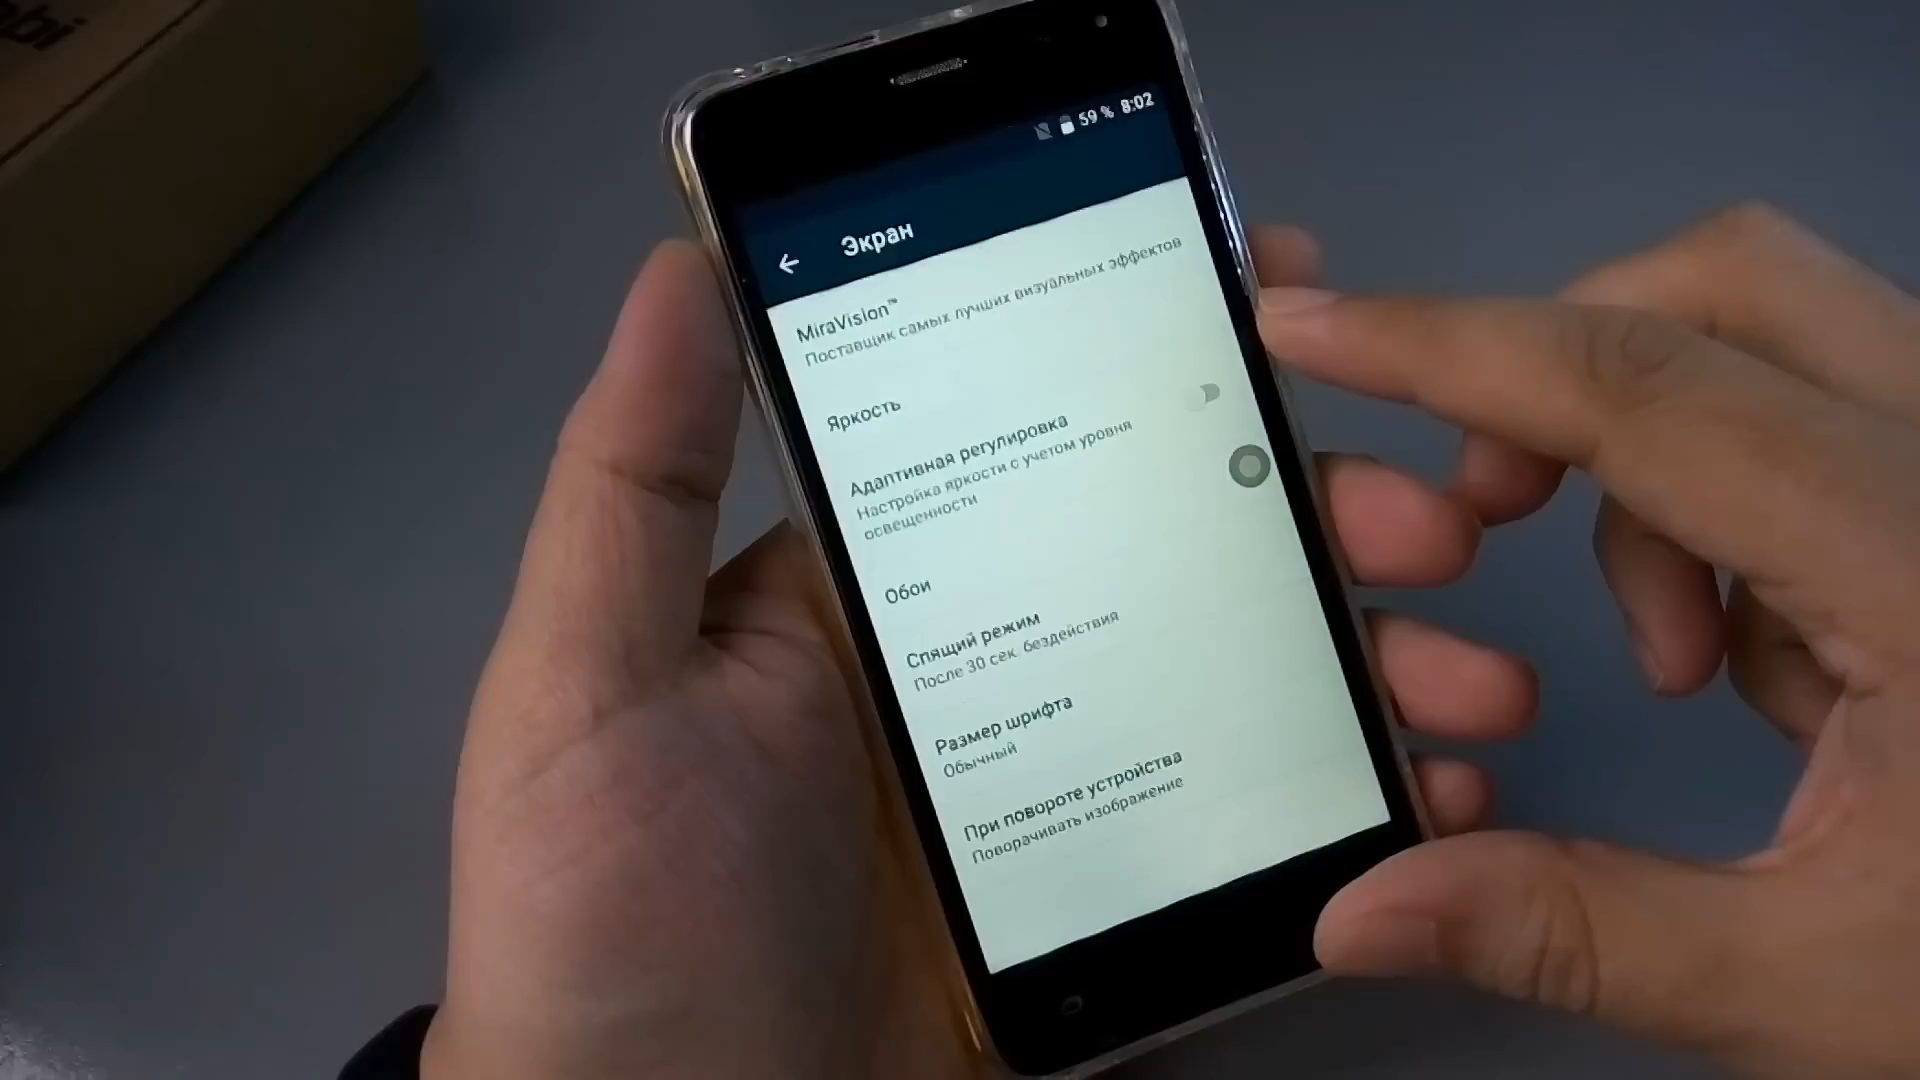 59 % 8:02
Экран
MiraVision™
Поставщик самых лучших визуальных эффектов
Яркость
Адаптивная регулировка
Настройка яркости с учетом уровня
освещенности
Обои
Спящий режим
После 30 сек. бездействия
Размер шрифта
Обычный
При повороте устройства
Поворачивать изображение